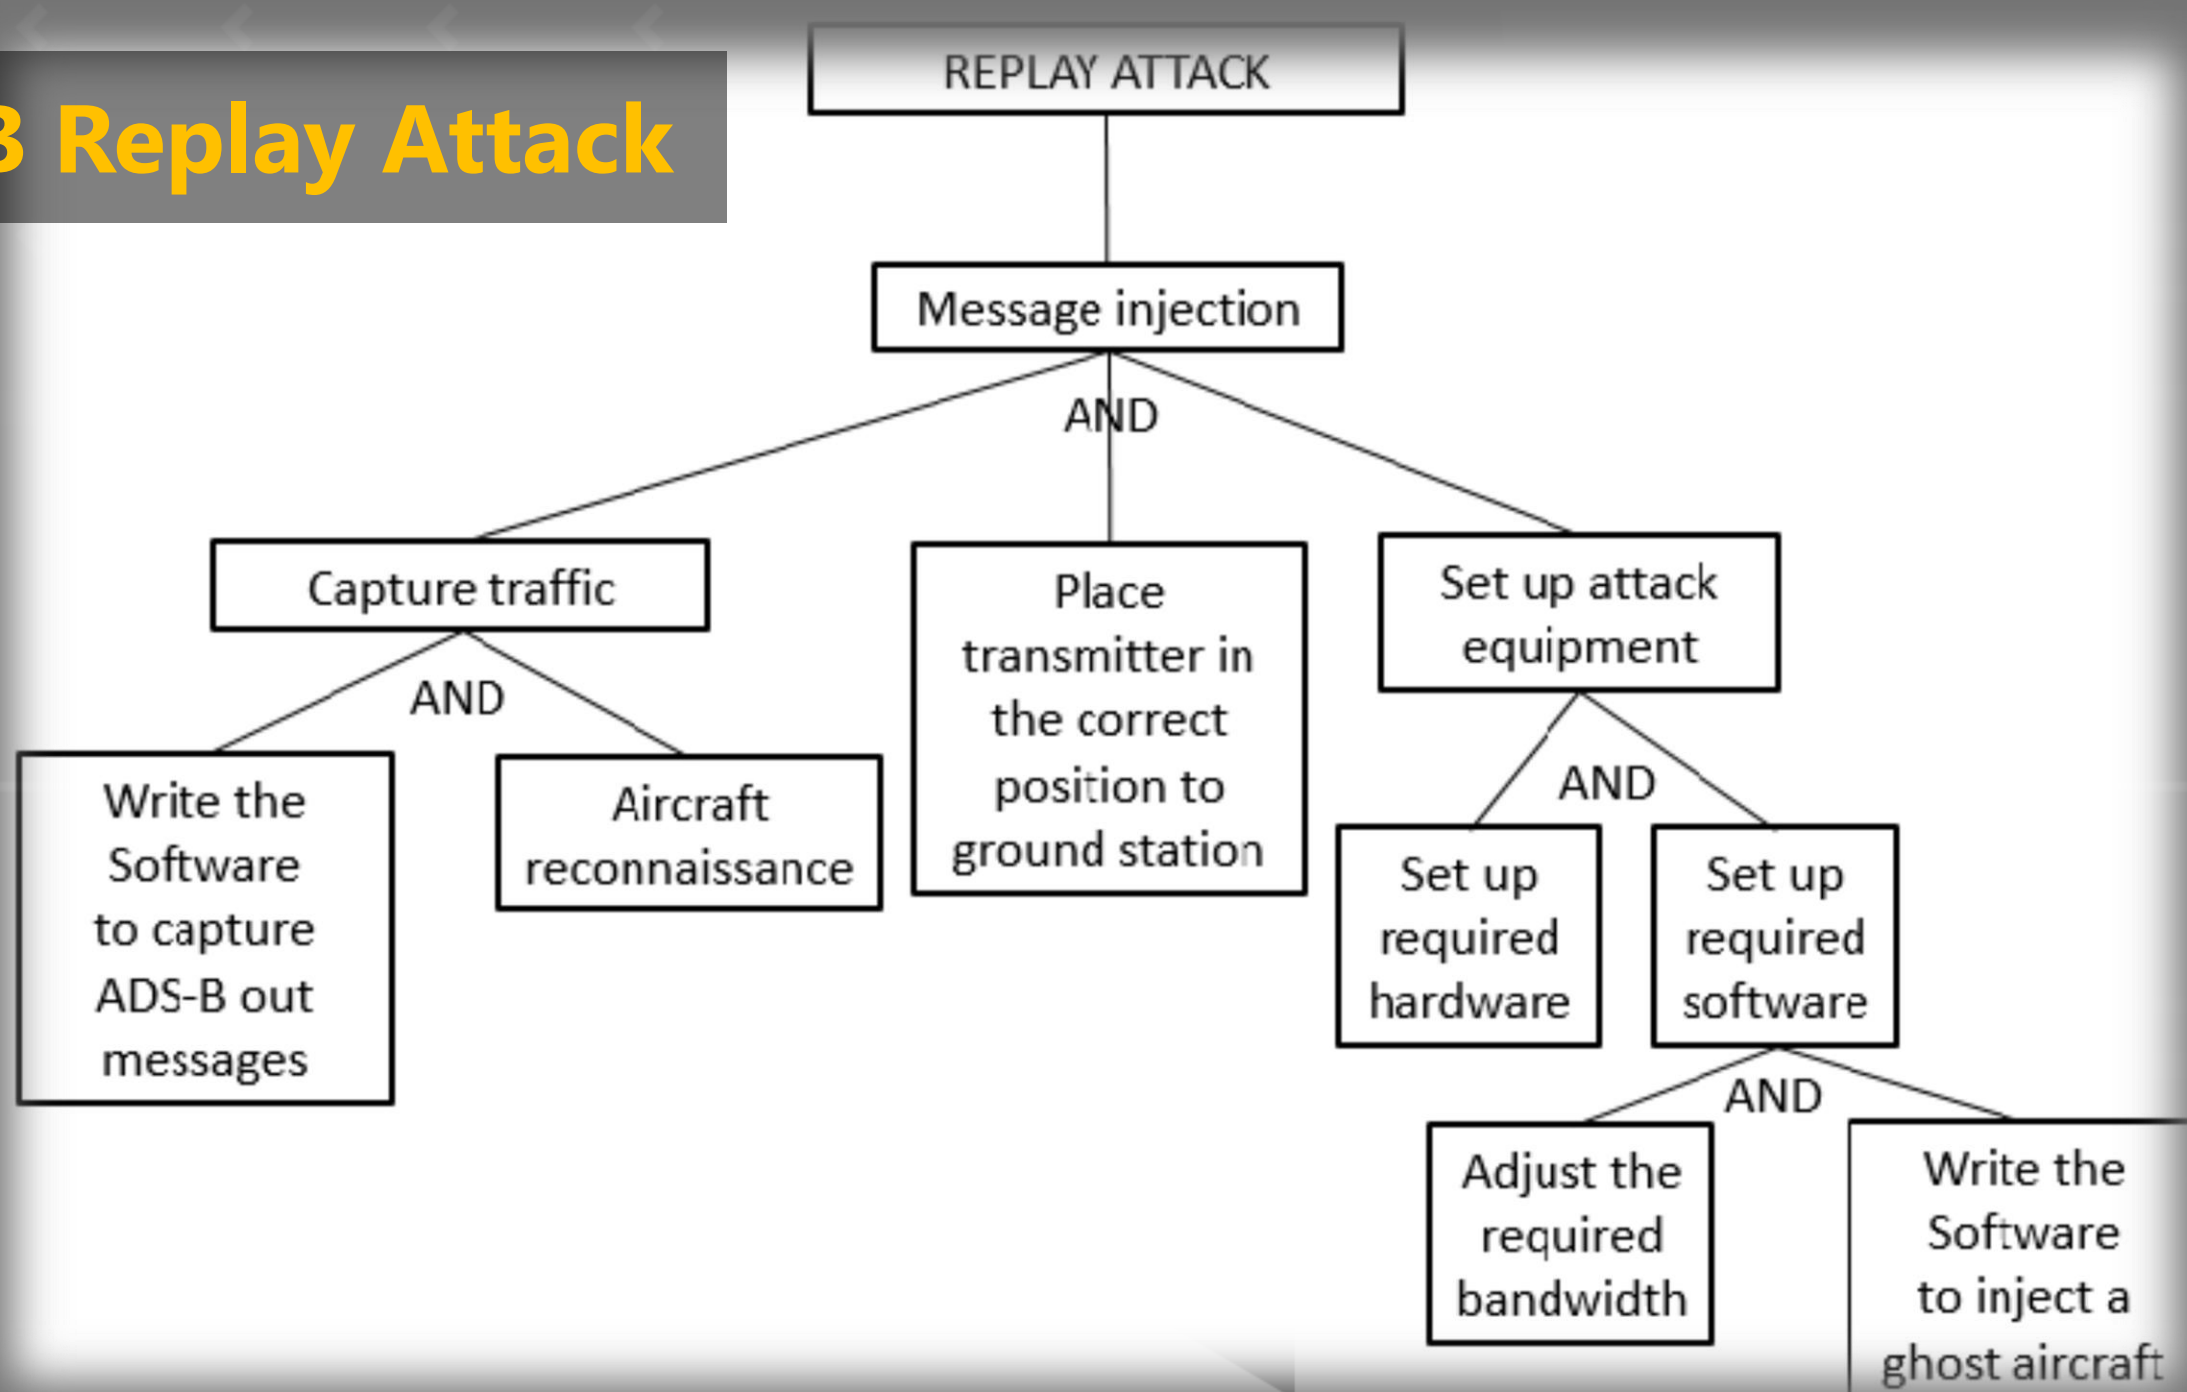 Replay Attack
REPLAY ATTACK
Message injection
AND
Capture traffic
AND
Write the
Software
to capture
ADS-B out
messages
Aircraft
reconnaissance
Place
transmitter in
the correct
position to
ground station
Set up attack
equipment
AND
Set up
required
hardware
Set up
required
software
AND
Adjust the
required
bandwidth
Write the
Software
to inject a
ghost aircraft